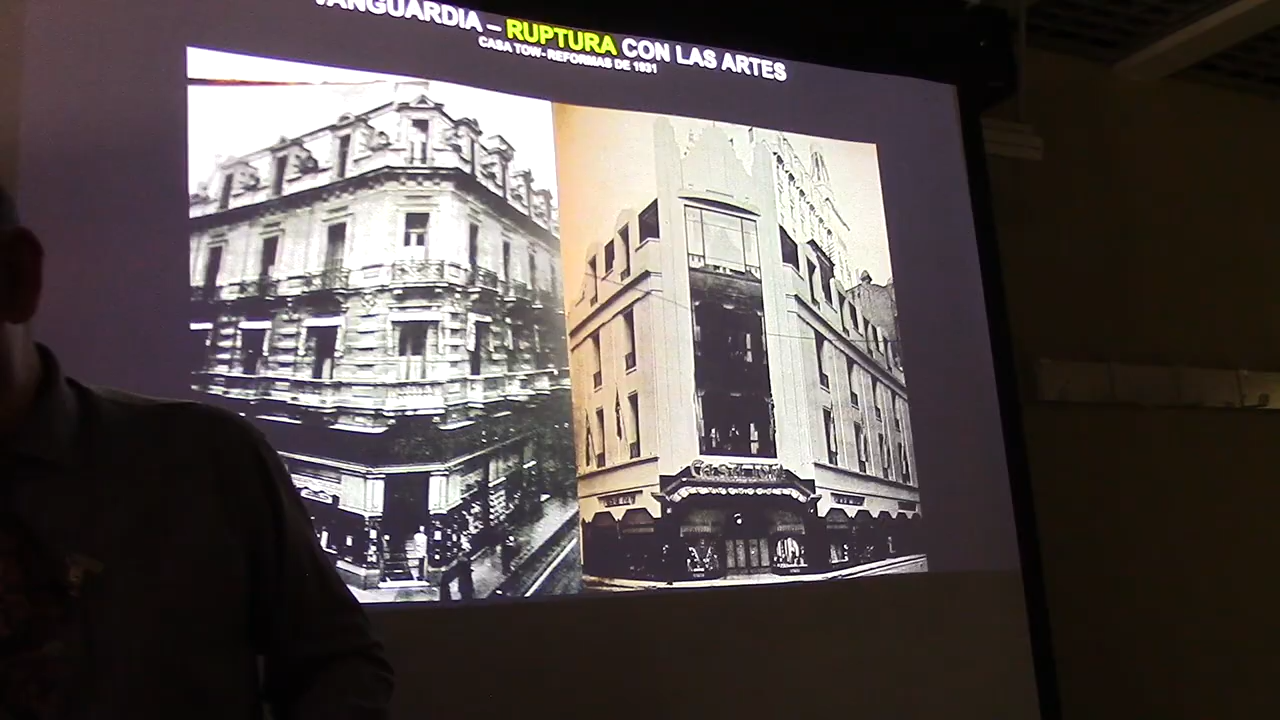 VANGUARDIA – RUPTURA CON LAS ARTES
CASA TOW- REFORMAS DE 1931